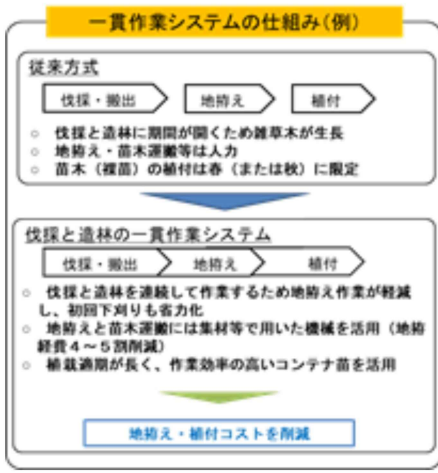 一貫作業システムの仕組み（例）
従来方式
伐採・搬出
地拵え
植付
○ 伐採と造林に期間が開くため雑草木が生長
○ 地拵え・苗木運搬等は人力
○ 苗木（裸苗）の植付は春（または秋）に限定
伐採と造林の一貫作業システム
伐採・搬出
地拵え
植付
○ 伐採と造林を連続して作業するため地拵え作業が軽減
し、初回下刈りも省力化
○ 地拵えと苗木運搬には集材等で用いた機械を活用（地拵
経費４～５割削減）
○ 植栽適期が長く、作業効率の高いコンテナ苗を活用
地拵え・植付コストを削減